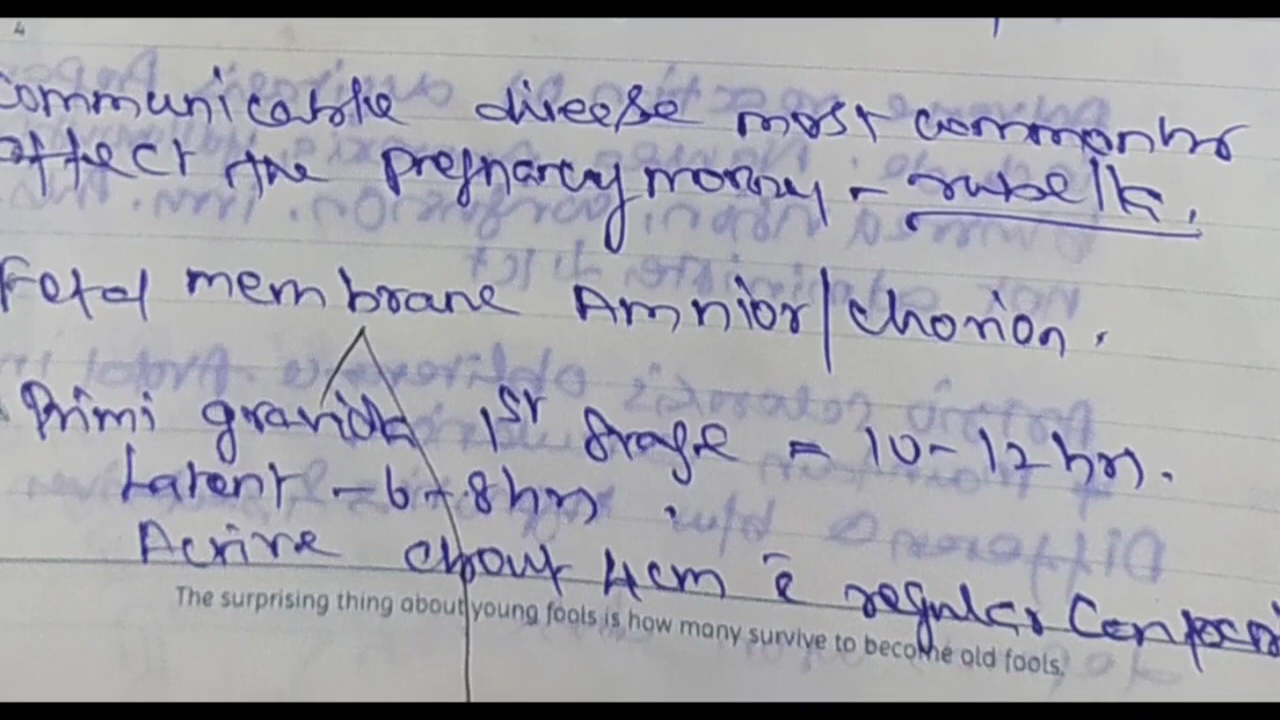 4
Communicable diseese most commonly
affect the pregnancy mommy - rubella.
Fetal membrane Amnion/chorion.
Primi gravida 1st stage = 10-12 hrs.
Latent - 6-8 hrs.
Active about 4cm c̄ regular
The surprising thing about young fools is how many survive to become old fools.